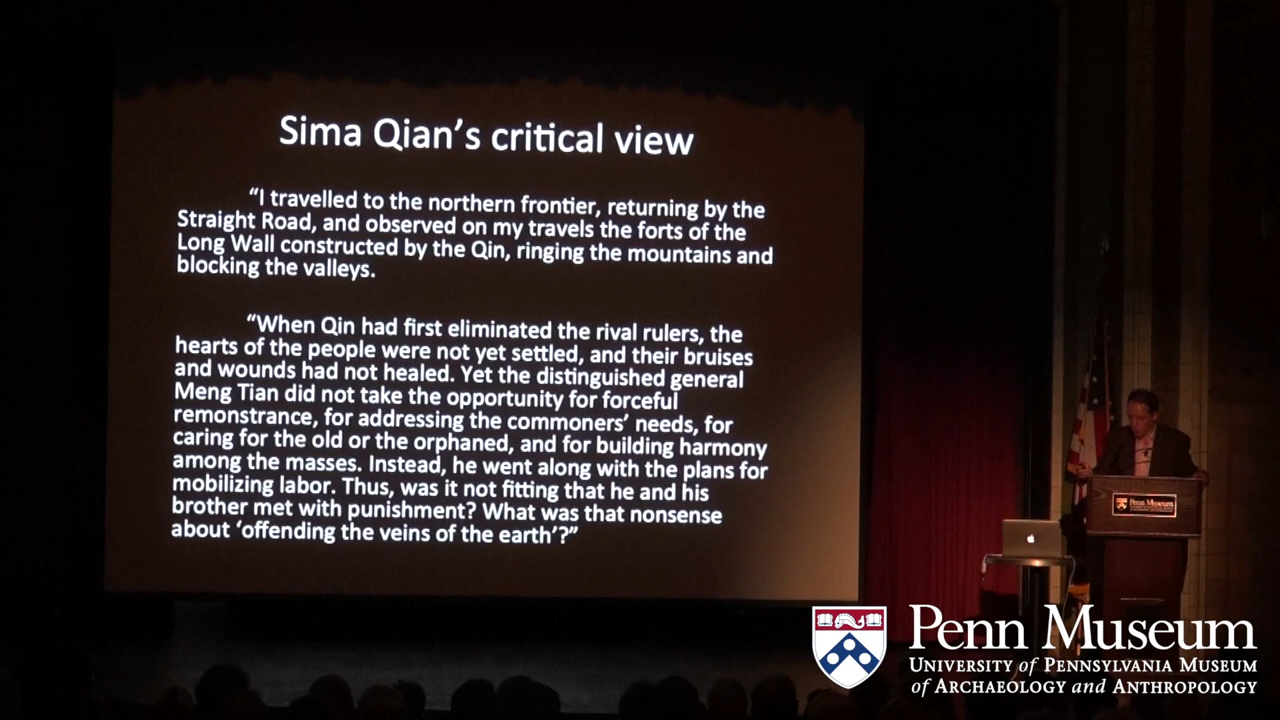 Sima Qian’s critical view
“I travelled to the northern frontier, returning by the
Straight Road, and observed on my travels the forts of the
Long Wall constructed by the Qin, ringing the mountains and
blocking the valleys.
“When Qin had first eliminated the rival rulers, the
hearts of the people were not yet settled, and their bruises
and wounds had not healed. Yet the distinguished general
Meng Tian did not take the opportunity for forceful
remonstrance, for addressing the commoners’ needs, for
caring for the old or the orphaned, and for building harmony
among the masses. Instead, he went along with the plans for
mobilizing labor. Thus, was it not fitting that he and his
brother met with punishment? What was that nonsense
about ‘offending the veins of the earth’?”
Penn Museum
Penn Museum
University of Pennsylvania Museum
of Archaeology and Anthropology